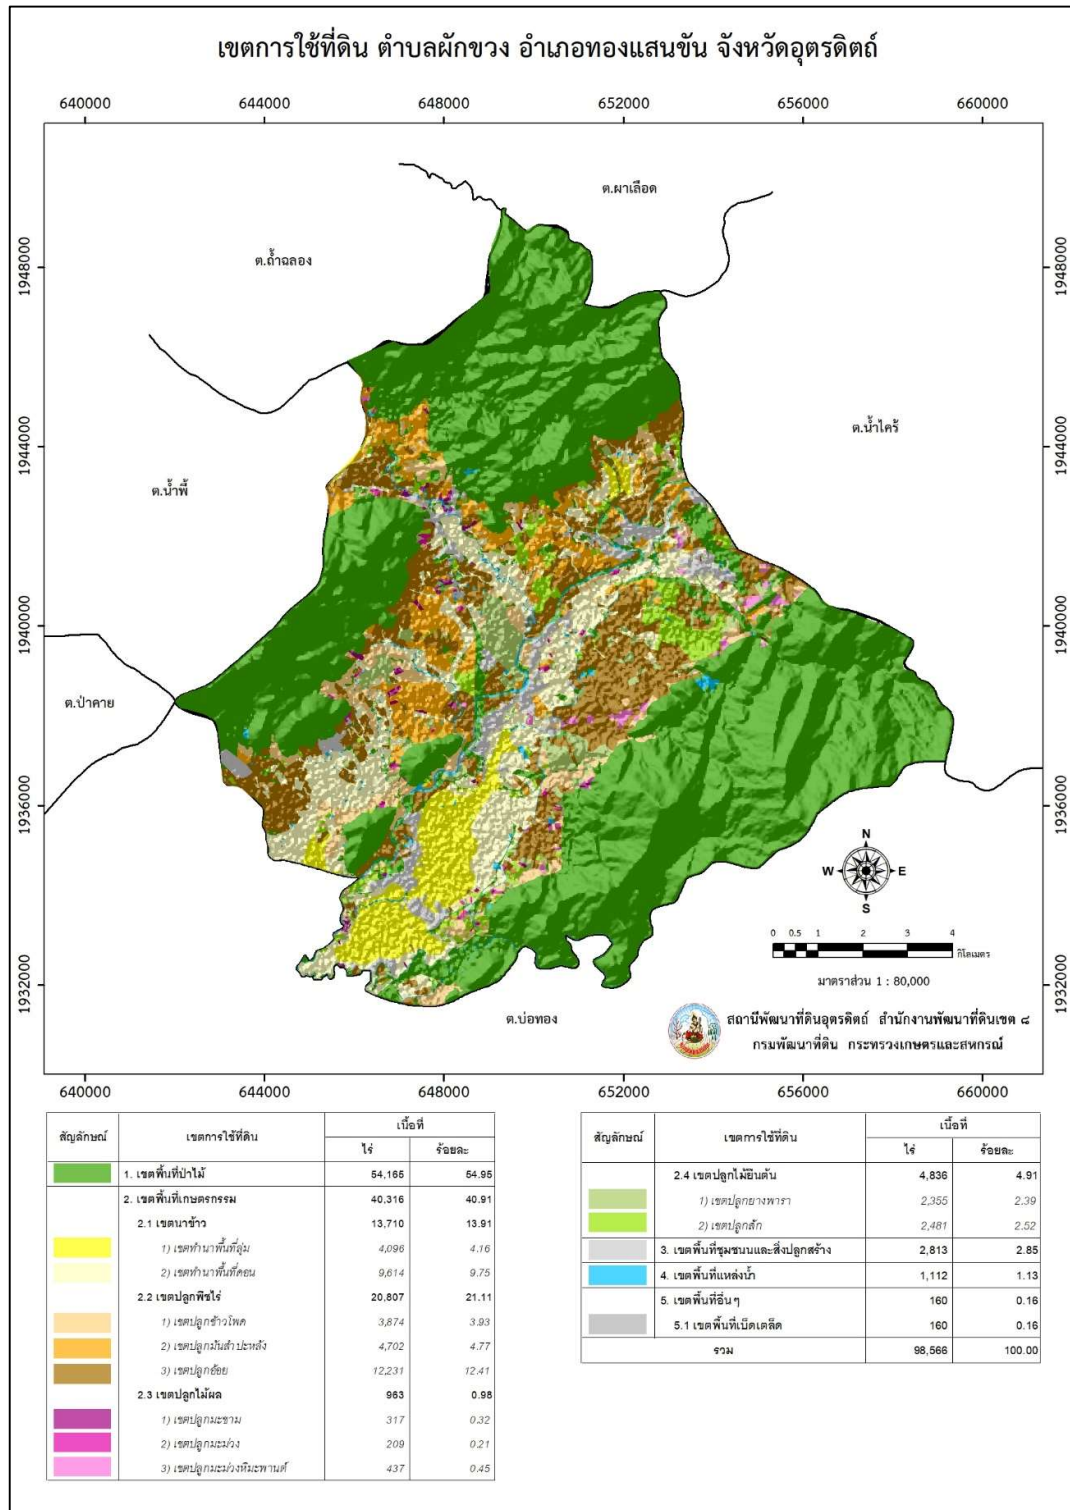 เขตการใช้ที่ดิน ตำบลผักขวง อำเภอทองแสนขัน จังหวัดอุตรดิตถ์
640000 644000 648000 652000 656000 660000
ต.ผาเลือด
ต.ถ้ำฉลอง
1948000 1948000
ต.น้ำไคร้
1944000 1944000
ต.น้ำพี้
1940000 1940000
ต.ป่าคาย
1936000 1936000
N
W E
S
0 0.5 1 2 3 4
กิโลเมตร
มาตราส่วน 1 : 80,000
1932000 1932000
ต.บ่อทอง
สถานีพัฒนาที่ดินอุตรดิตถ์ สำนักงานพัฒนาที่ดินเขต ๘
กรมพัฒนาที่ดิน กระทรวงเกษตรและสหกรณ์
640000 644000 648000 652000 656000 660000
สัญลักษณ์ เขตการใช้ที่ดิน เนื้อที่
ไร่ ร้อยละ
1. เขตพื้นที่ป่าไม้ 54,165 54.95
2. เขตพื้นที่เกษตรกรรม 40,316 40.91
2.1 เขตนาข้าว 13,710 13.91
1) เขตทำนาพื้นที่ลุ่ม 4,096 4.16
2) เขตทำนาพื้นที่ดอน 9,614 9.75
2.2 เขตปลูกพืชไร่ 20,807 21.11
1) เขตปลูกข้าวโพด 3,874 3.93
2) เขตปลูกมันสำปะหลัง 4,702 4.77
3) เขตปลูกอ้อย 12,231 12.41
2.3 เขตปลูกไม้ผล 963 0.98
1) เขตปลูกมะขาม 317 0.32
2) เขตปลูกมะม่วง 209 0.21
3) เขตปลูกมะม่วงหิมะพานต์ 437 0.45
สัญลักษณ์ เขตการใช้ที่ดิน เนื้อที่
ไร่ ร้อยละ
2.4 เขตปลูกไม้ยืนต้น 4,836 4.91
1) เขตปลูกยางพารา 2,355 2.39
2) เขตปลูกสัก 2,481 2.52
3. เขตพื้นที่ชุมชนและสิ่งปลูกสร้าง 2,813 2.85
4. เขตพื้นที่แหล่งน้ำ 1,112 1.13
5. เขตพื้นที่อื่นๆ 160 0.16
5.1 เขตพื้นที่เบ็ดเตล็ด 160 0.16
รวม 98,566 100.00